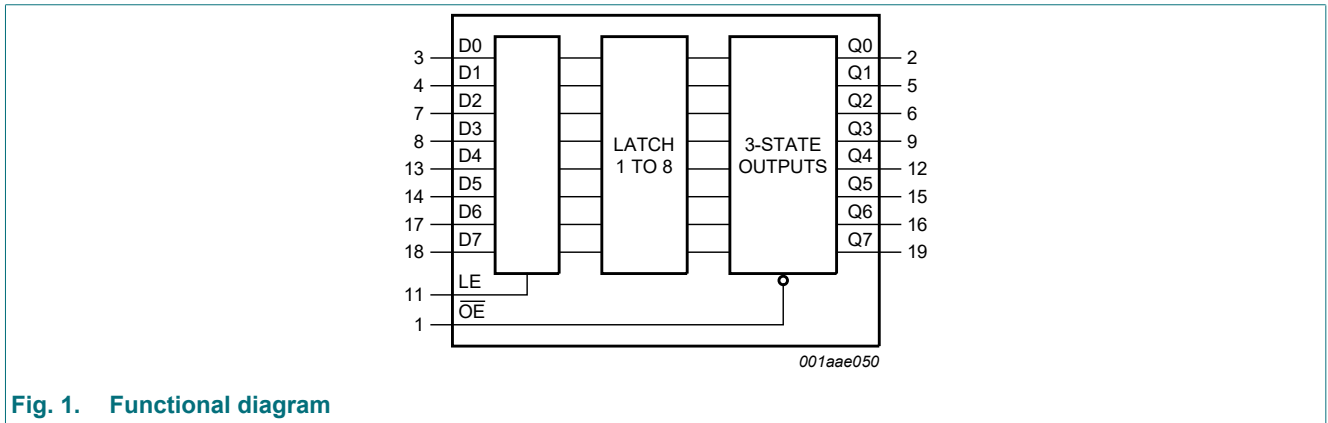 D0 Q0
3 2
D1 Q1
4 5
D2 Q2
7 6
D3 Q3
8 9
LATCH 3-STATE
D4 Q4
13 1 TO 8 OUTPUTS 12
D5 Q5
14 15
D6 Q6
17 16
D7 Q7
18 19
LE
11
O̅E̅
1
001aae050
Fig. 1. Functional diagram